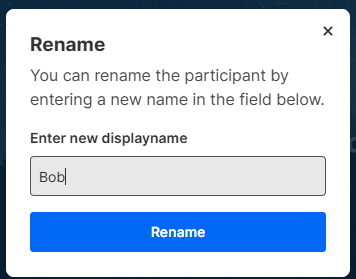 Rename
You can rename the participant by
entering a new name in the field below.
Enter new displayname
Bob
Rename